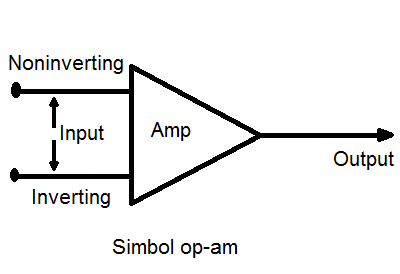 Noninverting
Input
Amp
Output
Inverting
Simbol op-am